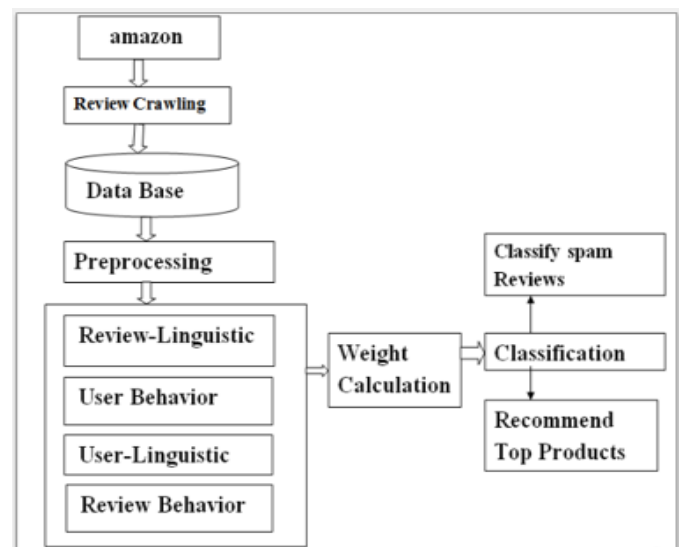 amazon
Review Crawling
Data Base
Preprocessing
Review-Linguistic
User Behavior
User-Linguistic
Review Behavior
Weight
Calculation
Classify spam
Reviews
Classification
Recommend
Top Products